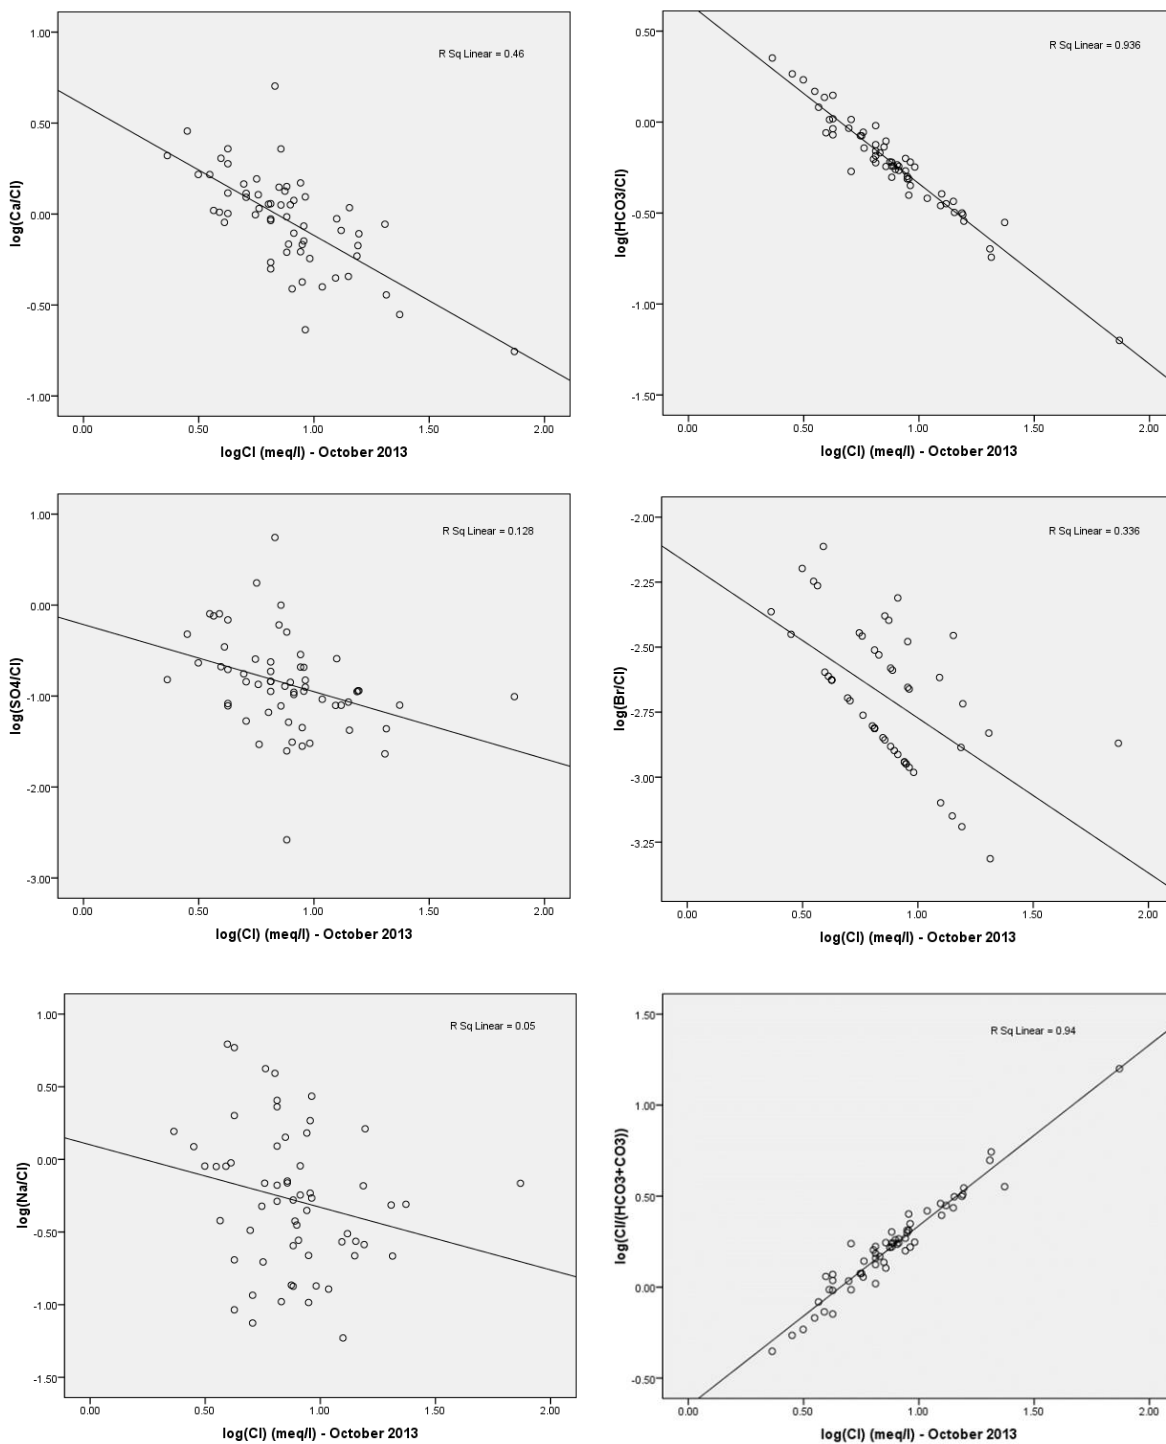 R Sq Linear = 0.46
log(Ca/Cl)
1.00
0.50
0.00
-0.50
-1.00
0.00 0.50 1.00 1.50 2.00
logCl (meq/l) - October 2013
R Sq Linear = 0.936
log(HCO3/Cl)
0.50
0.00
-0.50
-1.00
-1.50
0.00 0.50 1.00 1.50 2.00
log(Cl) (meq/l) - October 2013
R Sq Linear = 0.128
log(SO4/Cl)
1.00
0.00
-1.00
-2.00
-3.00
0.00 0.50 1.00 1.50 2.00
log(Cl) (meq/l) - October 2013
R Sq Linear = 0.336
log(Br/Cl)
-2.00
-2.25
-2.50
-2.75
-3.00
-3.25
0.00 0.50 1.00 1.50 2.00
log(Cl) (meq/l) - October 2013
R Sq Linear = 0.05
log(Na/Cl)
1.00
0.50
0.00
-0.50
-1.00
-1.50
0.00 0.50 1.00 1.50 2.00
log(Cl) (meq/l) - October 2013
R Sq Linear = 0.94
log(Cl/(HCO3+CO3))
1.50
1.00
0.50
0.00
-0.50
0.00 0.50 1.00 1.50 2.00
log(Cl) (meq/l) - October 2013